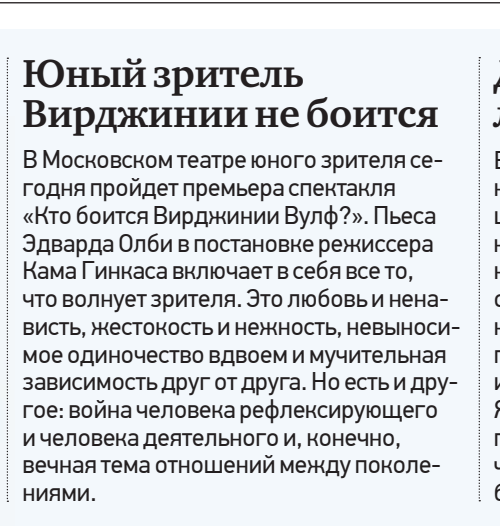 Юный зритель
Вирджинии не боится
В Московском театре юного зрителя се-
годня пройдет премьера спектакля
«Кто боится Вирджинии Вулф?». Пьеса
Эдварда Олби в постановке режиссера
Кама Гинкаса включает в себя все то,
что волнует зрителя. Это любовь и нена-
висть, жестокость и нежность, невыноси-
мое одиночество вдвоем и мучительная
зависимость друг от друга. Но есть и дру-
гое: война человека рефлексирующего
и человека деятельного и, конечно,
вечная тема отношений между поколе-
ниями.